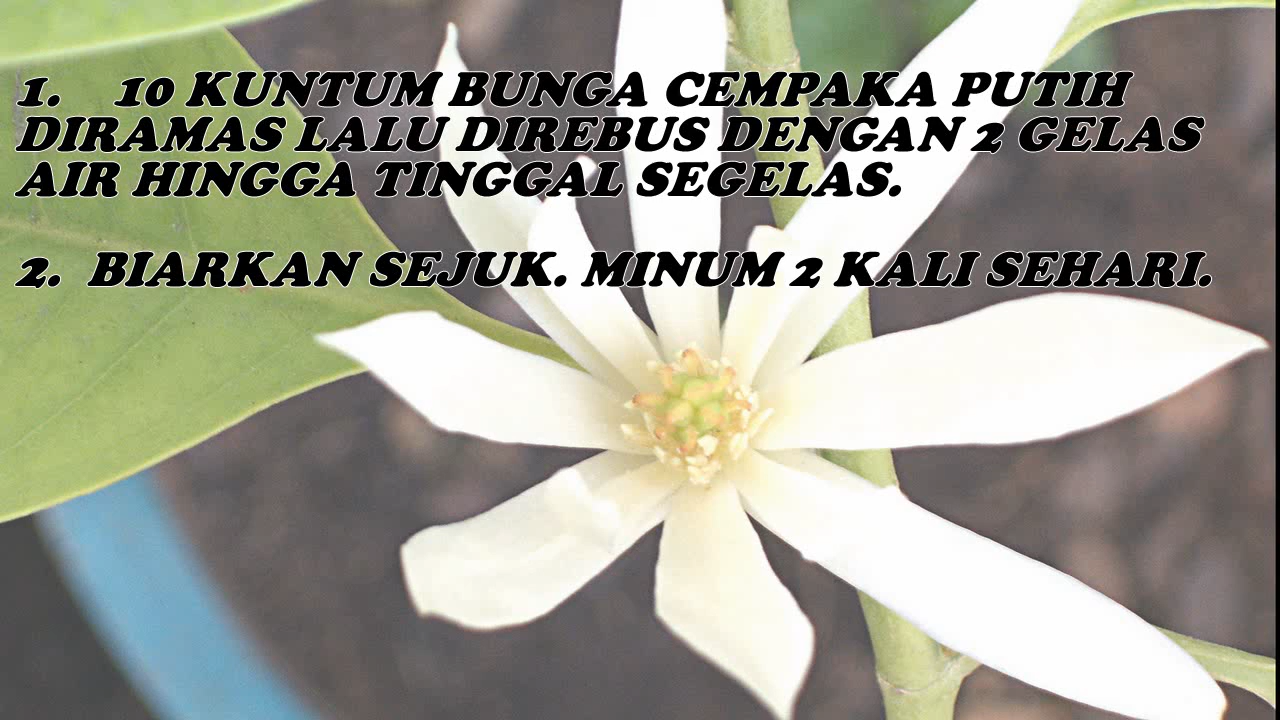 1. 10 KUNTUM BUNGA CEMPAKA PUTIH
DIRAMAS LALU DIREBUS DENGAN 2 GELAS
AIR HINGGA TINGGAL SEGELAS.
2. BIARKAN SEJUK. MINUM 2 KALI SEHARI.